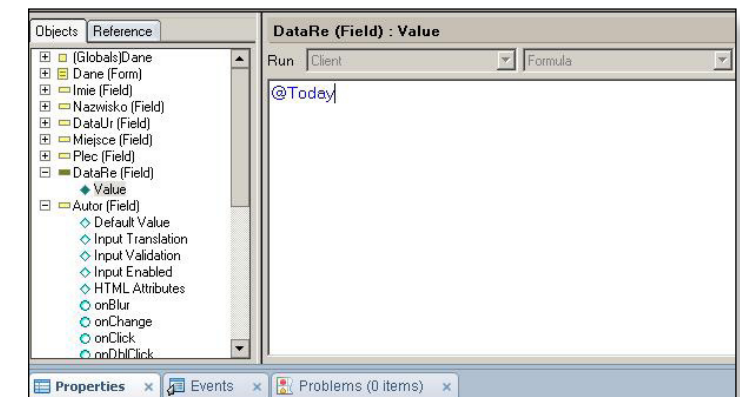 Objects Reference
(Globals)Dane
Dane (Form)
Imie (Field)
Nazwisko (Field)
DataUr (Field)
Miejsce (Field)
Plec (Field)
DataRe (Field)
Value
Autor (Field)
Default Value
Input Translation
Input Validation
Input Enabled
HTML Attributes
onBlur
onChange
onClick
onDblClick
DataRe (Field) : Value
Run Client Formula
@Today
Properties Events Problems (0 items)